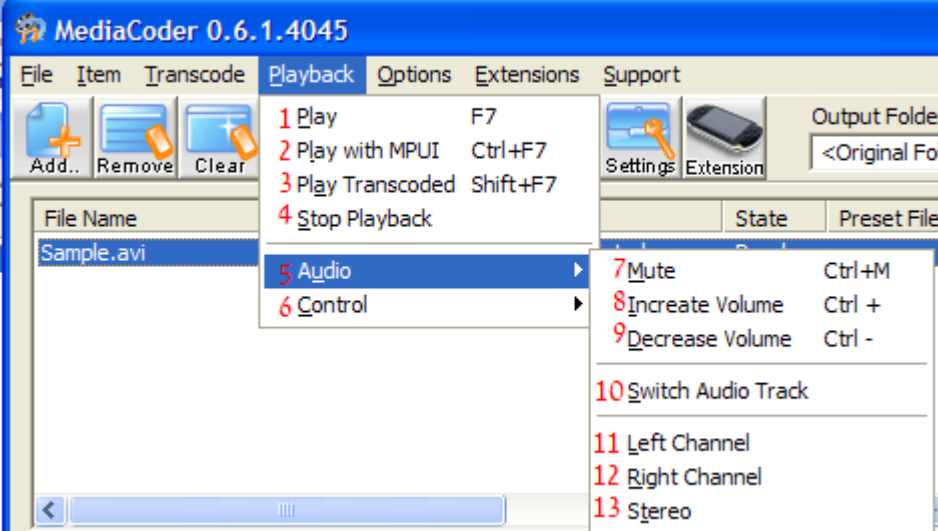 MediaCoder 0.6.1.4045
File Item Transcode Playback Options Extensions Support
Add.. Remove Clear Settings Extension
Output Folde
<Original Fo
1 Play F7
2 Play with MPUI Ctrl+F7
3 Play Transcoded Shift+F7
4 Stop Playback
5 Audio
6 Control
File Name State Preset File
Sample.avi
7 Mute Ctrl+M
8 Increate Volume Ctrl +
9 Decrease Volume Ctrl -
10 Switch Audio Track
11 Left Channel
12 Right Channel
13 Stereo